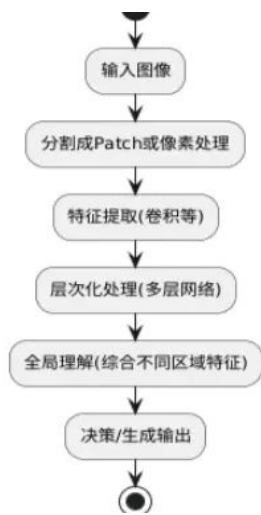 输入图像
分割成Patch或像素处理
特征提取(卷积等)
层次化处理(多层网络)
全局理解(综合不同区域特征)
决策/生成输出